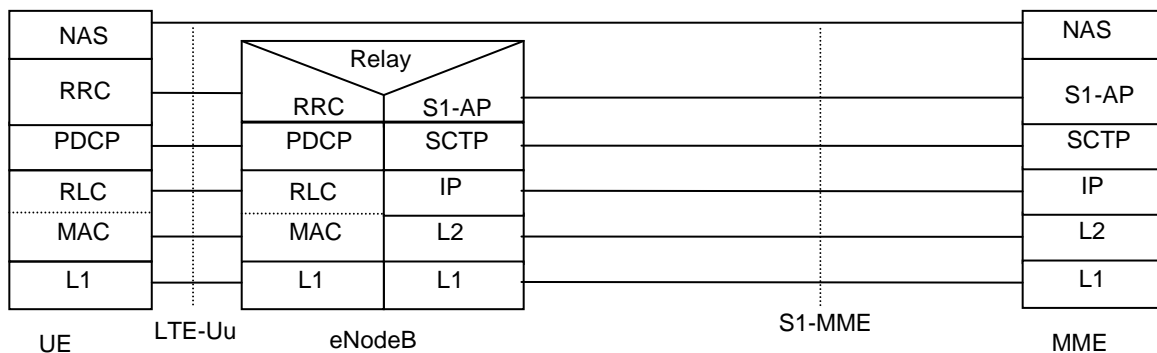 NAS
NAS
Relay
RRC
RRC
S1-AP
S1-AP
PDCP
PDCP
SCTP
SCTP
RLC
RLC
IP
IP
MAC
MAC
L2
L2
L1
L1
L1
L1
UE
LTE-Uu
eNodeB
S1-MME
MME